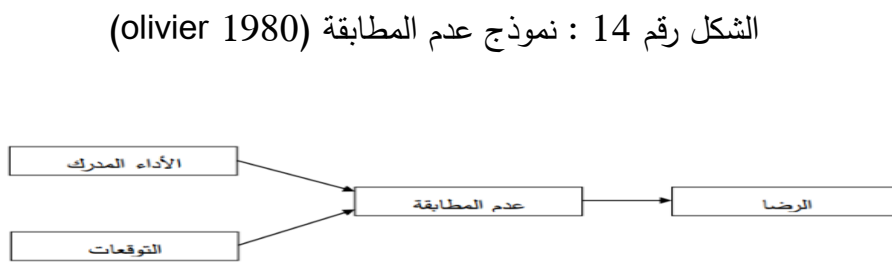 الشكل رقم 14 : نموذج عدم المطابقة (olivier 1980)
الأداء المدرك
عدم المطابقة
الرضا
التوقعات